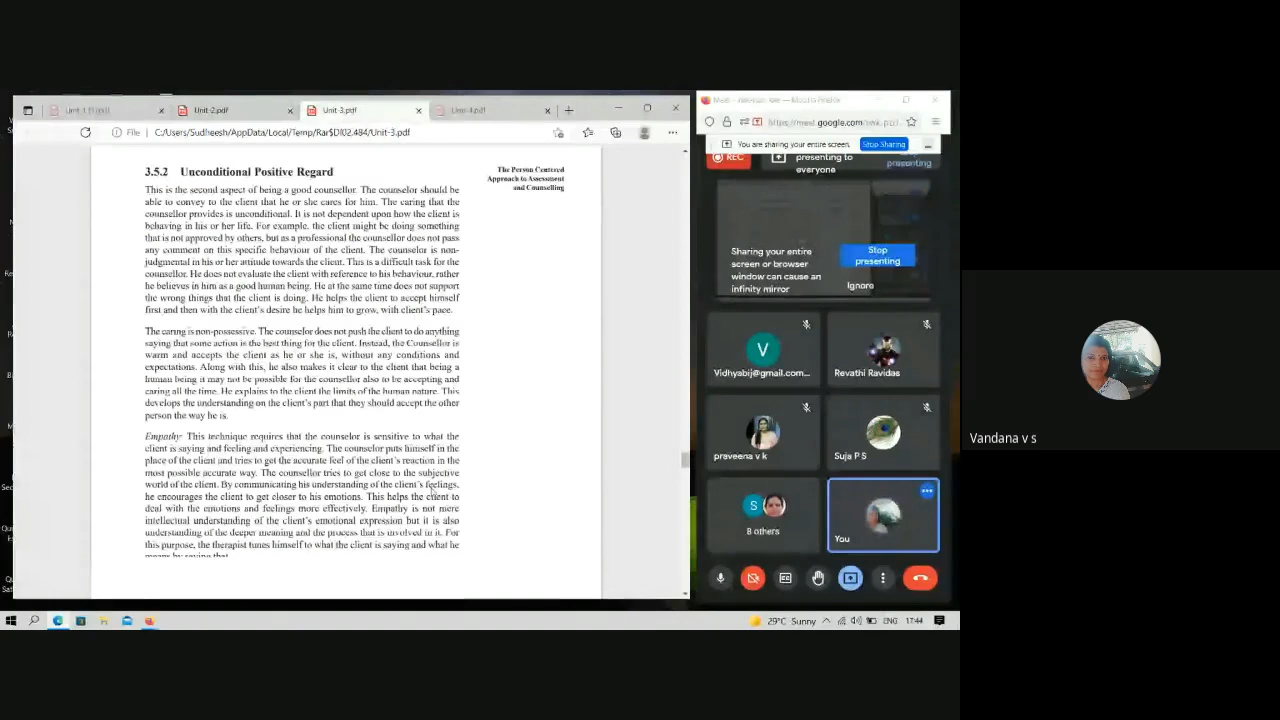 Unit-2.pdf
Unit-3.pdf
File
C:/Users/Sudheesh/AppData/Local/Temp/Rar$DI02.484/Unit-3.pdf
3.5.2 Unconditional Positive Regard
The Person Centered
Approach to Assessment
and Counselling
This is the second aspect of being a good counsellor. The counselor should be
able to convey to the client that he or she cares for him. The caring that the
counsellor provides is unconditional. It is not dependent upon how the client is
behaving in his or her life. For example, the client might be doing something
that is not approved by others, but as a professional the counsellor does not pass
any comment on this specific behaviour of the client. The counselor is non-
judgmental in his or her attitude towards the client. This is a difficult task for the
counsellor. He does not evaluate the client with reference to his behaviour, rather
he believes in him as a good human being. He at the same time does not support
the wrong things that the client is doing. He helps the client to accept himself
first and then with the client's desire he helps him to grow, with client's pace.
The caring is non-possessive. The counselor does not push the client to do anything
saying that some action is the best thing for the client. Instead, the Counsellor is
warm and accepts the client as he or she is, without any conditions and
expectations. Along with this, he also makes it clear to the client that being a
human being it may not be possible for the counsellor also to be accepting and
caring all the time. He explains to the client the limits of the human nature. This
develops the understanding on the client's part that they should accept the other
person the way he is.
Empathy: This technique requires that the counselor is sensitive to what the
client is saying and feeling and experiencing. The counselor puts himself in the
place of the client and tries to get the accurate feel of the client's reaction in the
most possible accurate way. The counsellor tries to get close to the subjective
world of the client. By communicating his understanding of the client's feelings,
he encourages the client to get closer to his emotions. This helps the client to
deal with the emotions and feelings more effectively. Empathy is not mere
intellectual understanding of the client's emotional expression but it is also
understanding of the deeper meaning and the process that is involved in it. For
this purpose, the therapist tunes himself to what the client is saying and what he
means by saying that.
You are sharing your entire screen.
Stop Sharing
REC
presenting to
everyone
presenting
Sharing your entire
screen or browser
window can cause an
infinity mirror
Stop
presenting
Ignore
V
Vidhyabij@gmail.com...
Revathi Ravidas
praveena v k
Suja P S
S
8 others
You
29°C Sunny
ENG
17:44
Vandana v s